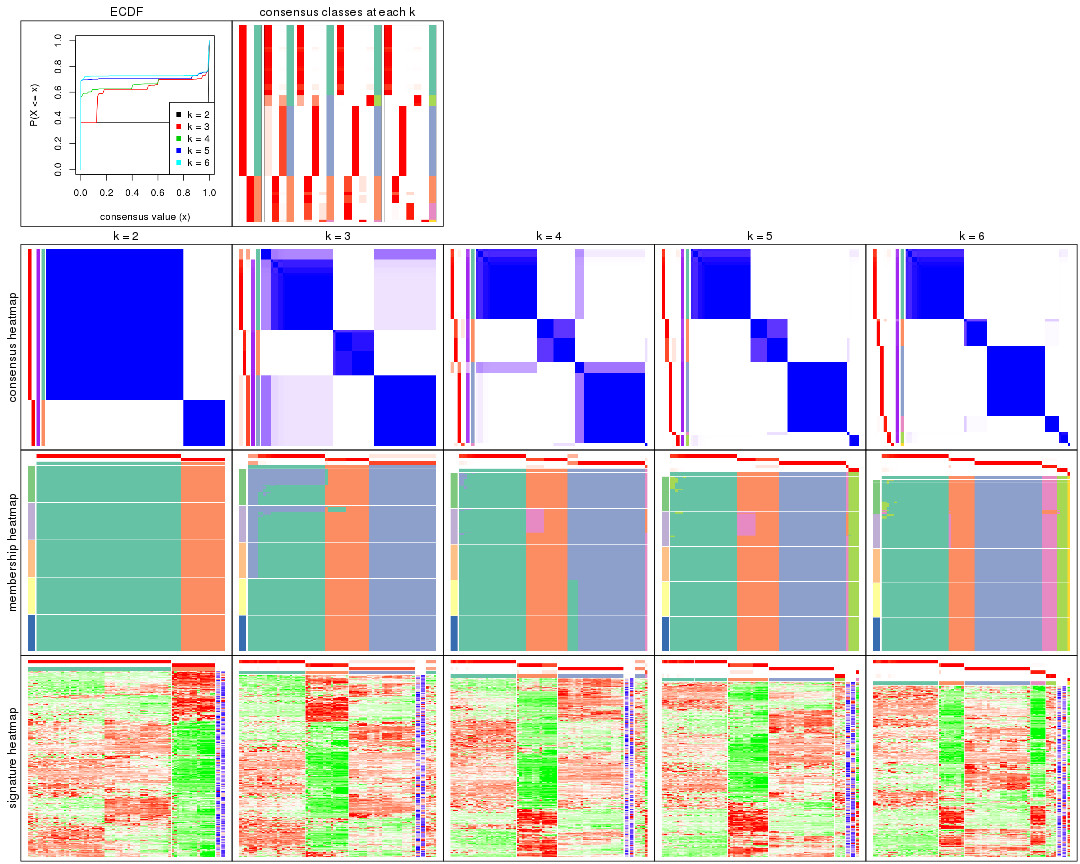 ECDF
consensus classes at each k
P(X <= x)
0.0 0.2 0.4 0.6 0.8 1.0
k = 2
k = 3
k = 4
k = 5
k = 6
0.0 0.2 0.4 0.6 0.8 1.0
consensus value (x)
k = 2
k = 3
k = 4
k = 5
k = 6
consensus heatmap
membership heatmap
signature heatmap